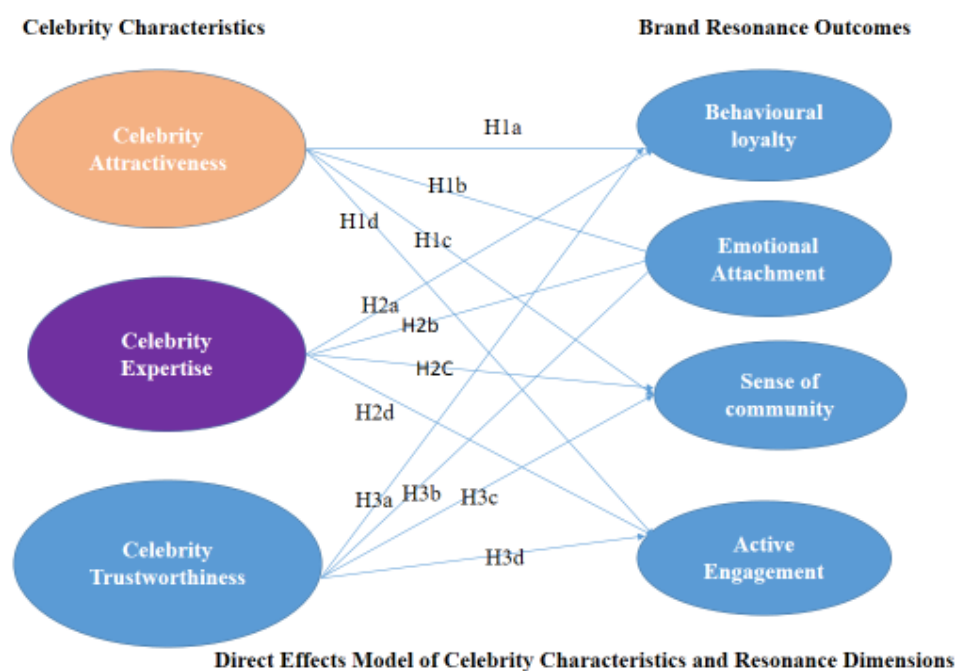 Celebrity Characteristics
Brand Resonance Outcomes
Celebrity
Attractiveness
Behavioural
loyalty
H1a
H1b
H1d
H1c
Emotional
Attachment
H2a
H2b
Celebrity
Expertise
H2C
Sense of
community
H2d
H3a
H3b
H3c
Celebrity
Trustworthiness
H3d
Active
Engagement
Direct Effects Model of Celebrity Characteristics and Resonance Dimensions